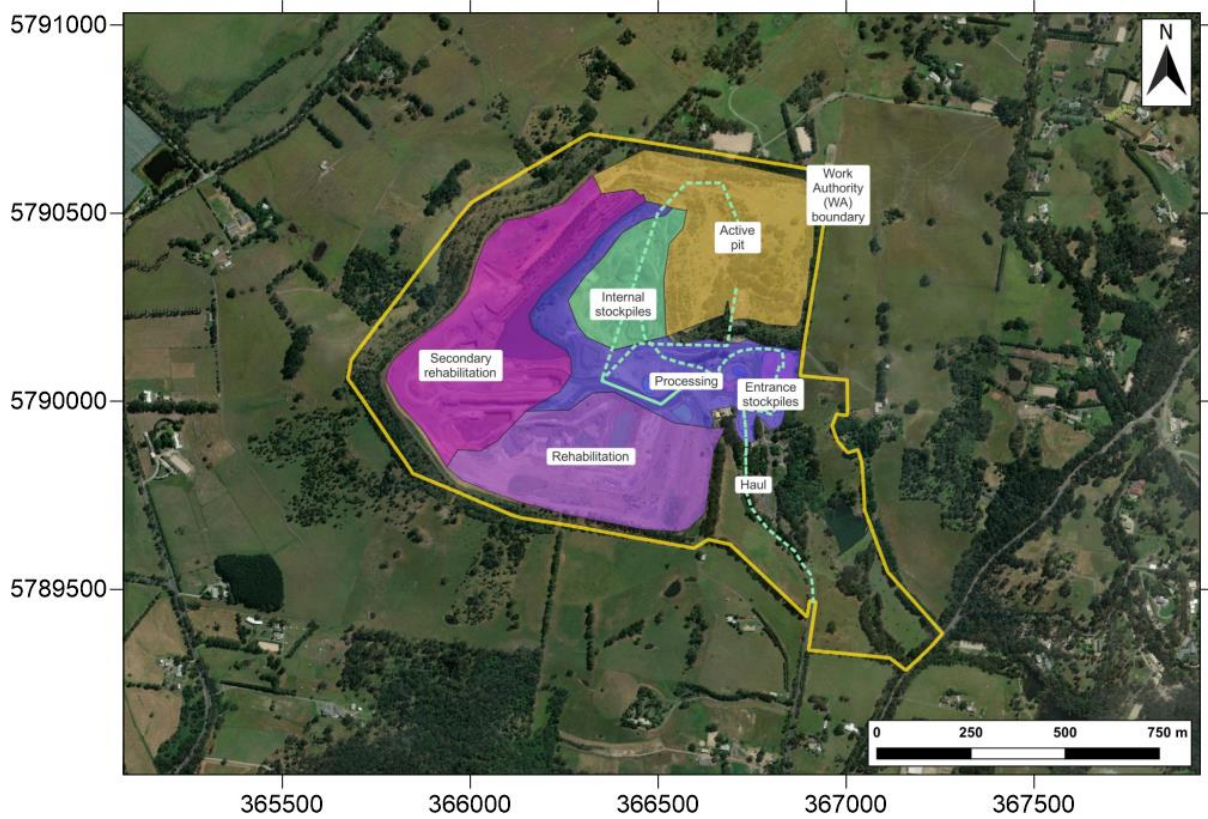 5791000
N
Work
Authority
(WA)
boundary
5790500
Active
pit
Internal
stockpiles
Secondary
rehabilitation
Processing
Entrance
stockpiles
5790000
Rehabilitation
Haul
5789500
0 250 500 750 m
365500 366000 366500 367000 367500